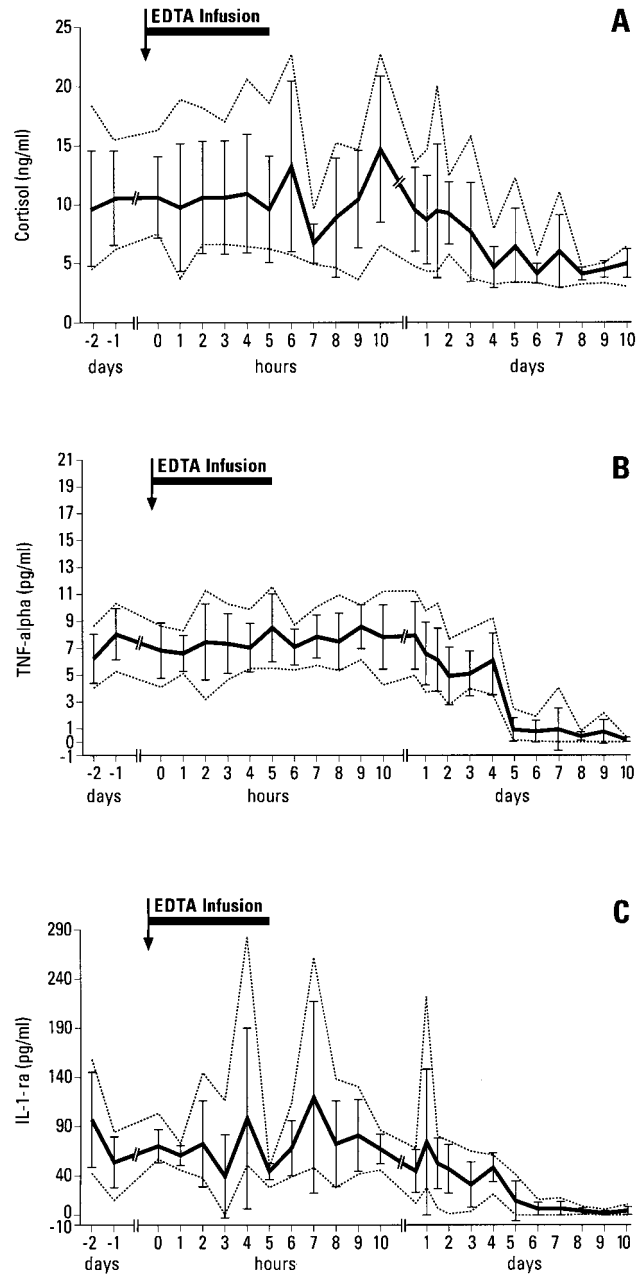 A
EDTA Infusion
Cortisol (ng/ml)
25
20
15
10
5
0
-2 -1 0 1 2 3 4 5 6 7 8 9 10 1 2 3 4 5 6 7 8 9 10
days hours days
B
EDTA Infusion
TNF-alpha (pg/ml)
21
19
17
15
13
11
9
7
5
3
1
0
-1
-2 -1 0 1 2 3 4 5 6 7 8 9 10 1 2 3 4 5 6 7 8 9 10
days hours days
C
EDTA Infusion
IL-1-ra (pg/ml)
290
240
190
140
90
40
0
-10
-2 -1 0 1 2 3 4 5 6 7 8 9 10 1 2 3 4 5 6 7 8 9 10
days hours days